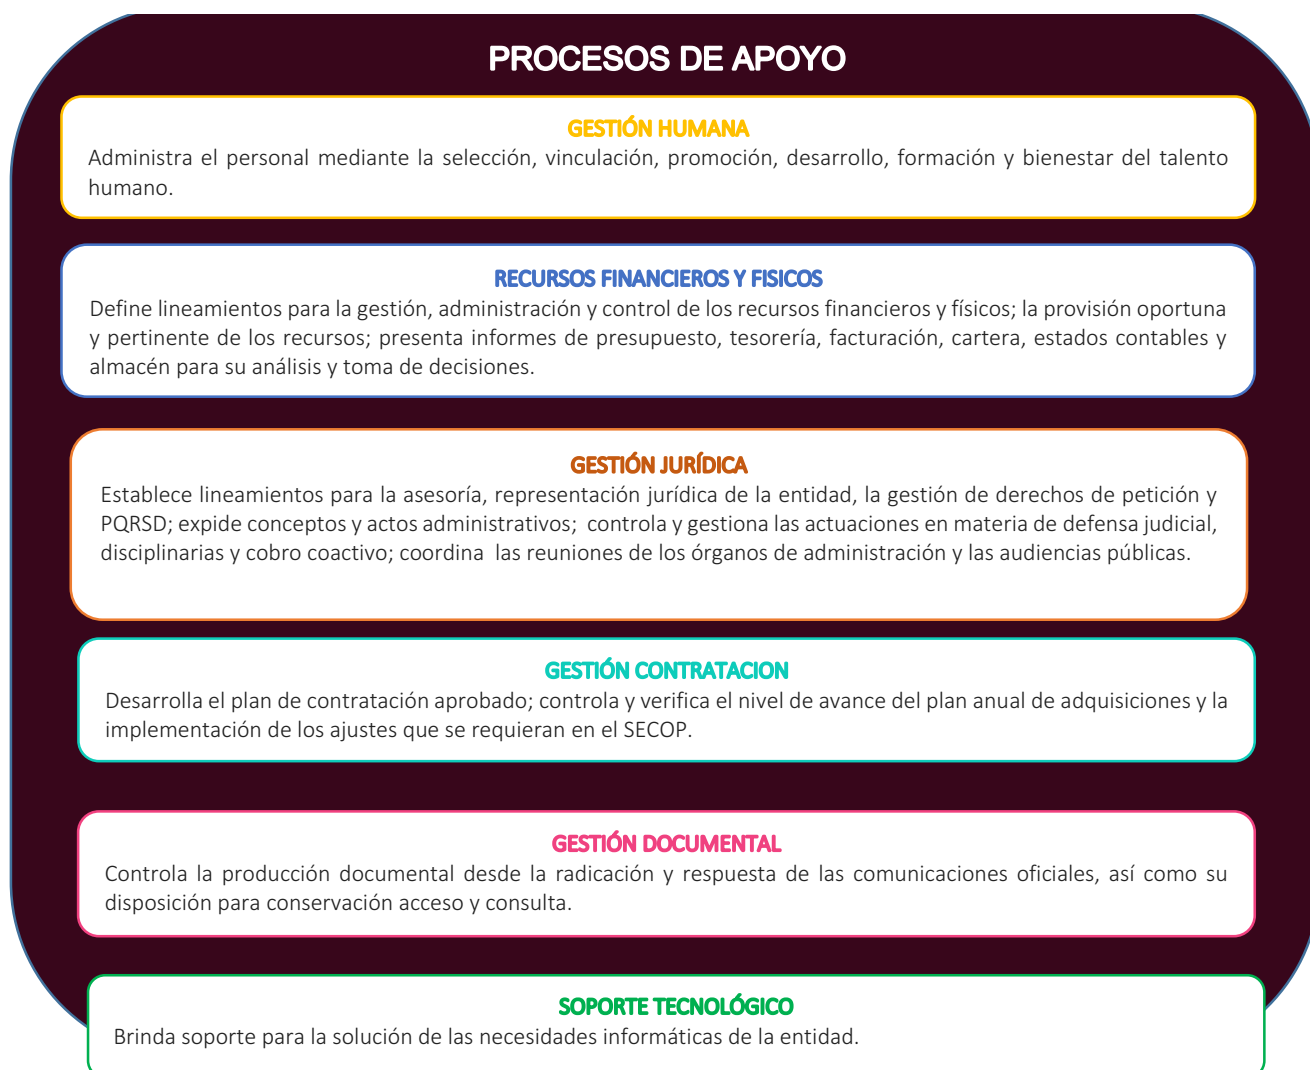 PROCESOS DE APOYO
GESTIÓN HUMANA
Administra el personal mediante la selección, vinculación, promoción, desarrollo, formación y bienestar del talento
humano.
RECURSOS FINANCIEROS Y FISICOS
Define lineamientos para la gestión, administración y control de los recursos financieros y físicos; la provisión oportuna
y pertinente de los recursos; presenta informes de presupuesto, tesorería, facturación, cartera, estados contables y
almacén para su análisis y toma de decisiones.
GESTIÓN JURÍDICA
Establece lineamientos para la asesoría, representación jurídica de la entidad, la gestión de derechos de petición y
PQRSD; expide conceptos y actos administrativos; controla y gestiona las actuaciones en materia de defensa judicial,
disciplinarias y cobro coactivo; coordina las reuniones de los órganos de administración y las audiencias públicas.
GESTIÓN CONTRATACION
Desarrolla el plan de contratación aprobado; controla y verifica el nivel de avance del plan anual de adquisiciones y la
implementación de los ajustes que se requieran en el SECOP.
GESTIÓN DOCUMENTAL
Controla la producción documental desde la radicación y respuesta de las comunicaciones oficiales, así como su
disposición para conservación acceso y consulta.
SOPORTE TECNOLÓGICO
Brinda soporte para la solución de las necesidades informáticas de la entidad.